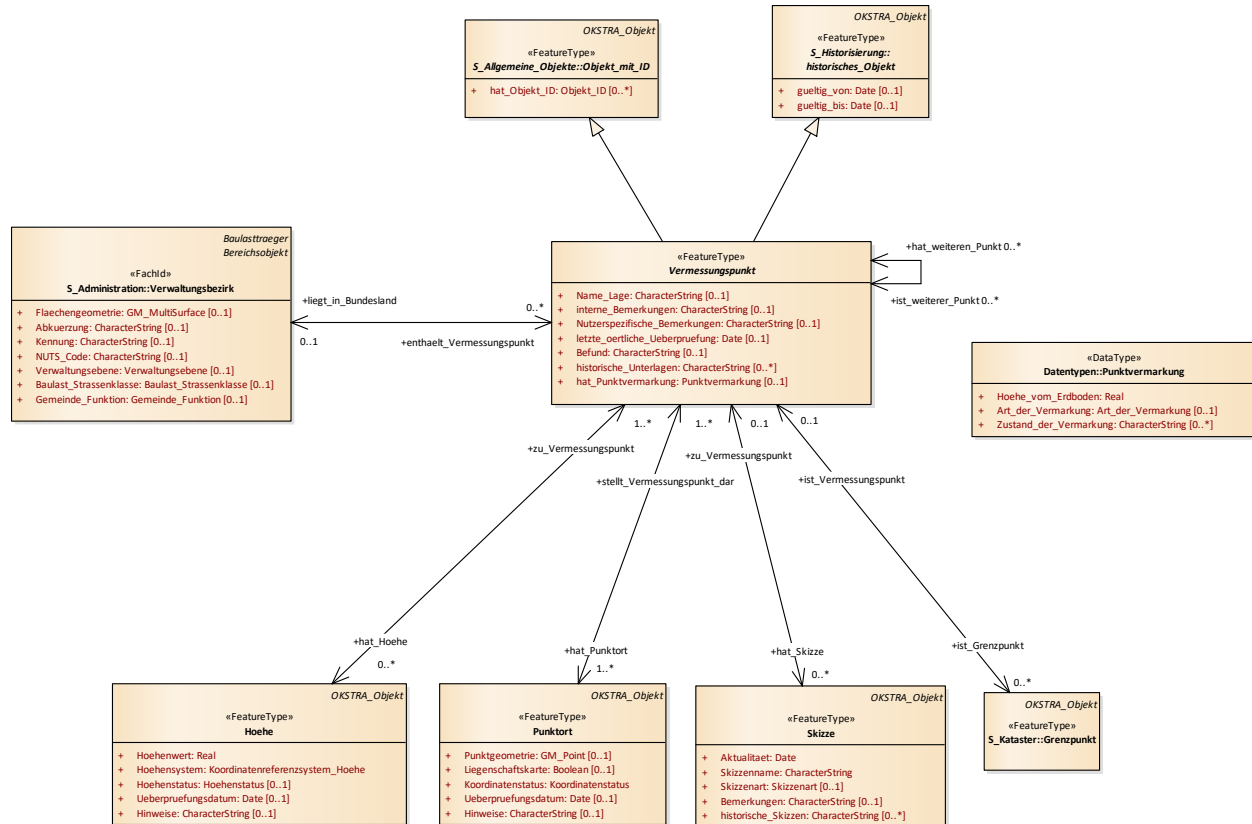 OKSTRA_Objekt
«FeatureType»
S_Allgemeine_Objekte::Objekt_mit_ID
+ hat_Objekt_ID: Objekt_ID [0..*]
OKSTRA_Objekt
«FeatureType»
S_Historisierung::
historisches_Objekt
+ gueltig_von: Date [0..1]
+ gueltig_bis: Date [0..1]
Baulasttraeger
Bereichsobjekt
«FachId»
S_Administration::Verwaltungsbezirk
+ Flaechengeometrie: GM_MultiSurface [0..1]
+ Abkuerzung: CharacterString [0..1]
+ Kennung: CharacterString [0..1]
+ NUTS_Code: CharacterString [0..1]
+ Verwaltungsebene: Verwaltungsebene [0..1]
+ Baulast_Strassenklasse: Baulast_Strassenklasse [0..1]
+ Gemeinde_Funktion: Gemeinde_Funktion [0..1]
+liegt_in_Bundesland
0..1
0..*
+enthaelt_Vermessungspunkt
«FeatureType»
Vermessungspunkt
+ Name_Lage: CharacterString [0..1]
+ interne_Bemerkungen: CharacterString [0..1]
+ Nutzerspezifische_Bemerkungen: CharacterString [0..1]
+ letzte_oertliche_Ueberpruefung: Date [0..1]
+ Befund: CharacterString [0..1]
+ historische_Unterlagen: CharacterString [0..*]
+ hat_Punktvermarkung: Punktvermarkung [0..1]
+hat_weiteren_Punkt 0..*
+ist_weiterer_Punkt 0..*
«DataType»
Datentypen::Punktvermarkung
+ Hoehe_vom_Erdboden: Real
+ Art_der_Vermarkung: Art_der_Vermarkung [0..1]
+ Zustand_der_Vermarkung: CharacterString [0..*]
1..*
+zu_Vermessungspunkt
1..*
+stellt_Vermessungspunkt_dar
0..1
+zu_Vermessungspunkt
0..1
+ist_Vermessungspunkt
+hat_Hoehe
0..*
+hat_Punktort
1..*
+hat_Skizze
0..*
+ist_Grenzpunkt
0..*
OKSTRA_Objekt
«FeatureType»
Hoehe
+ Hoehenwert: Real
+ Hoehensystem: Koordinatenreferenzsystem_Hoehe
+ Hoehenstatus: Hoehenstatus [0..1]
+ Ueberpruefungsdatum: Date [0..1]
+ Hinweise: CharacterString [0..1]
OKSTRA_Objekt
«FeatureType»
Punktort
+ Punktgeometrie: GM_Point [0..1]
+ Liegenschaftskarte: Boolean [0..1]
+ Koordinatenstatus: Koordinatenstatus
+ Ueberpruefungsdatum: Date [0..1]
+ Hinweise: CharacterString [0..1]
OKSTRA_Objekt
«FeatureType»
Skizze
+ Aktualitaet: Date
+ Skizzenname: CharacterString
+ Skizzenart: Skizzenart [0..1]
+ Bemerkungen: CharacterString [0..1]
+ historische_Skizzen: CharacterString [0..*]
OKSTRA_Objekt
«FeatureType»
S_Kataster::Grenzpunkt